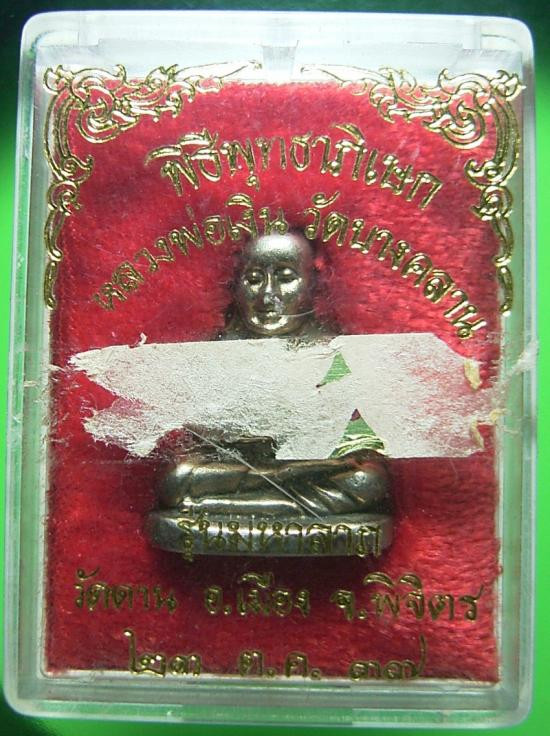 พิธีพุทธาภิเษก
หลวงพ่อเงิน วัดบางคลาน
รุ่นมหาลาภ
วัดดาน อ.เมือง จ.พิจิตร
๒๓ ต.ค. ๓๗